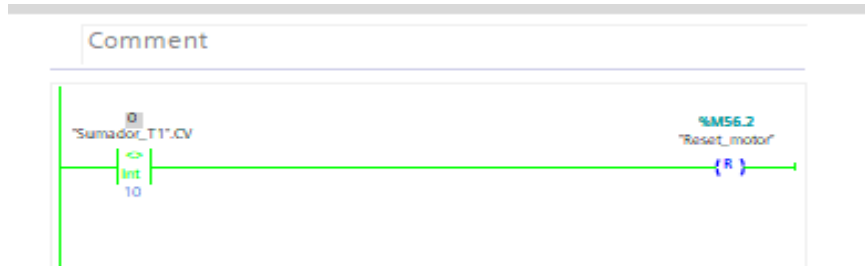 Comment
0
"Sumador_T1".CV
<>
Int
10
%M56.2
"Reset_motor"
R